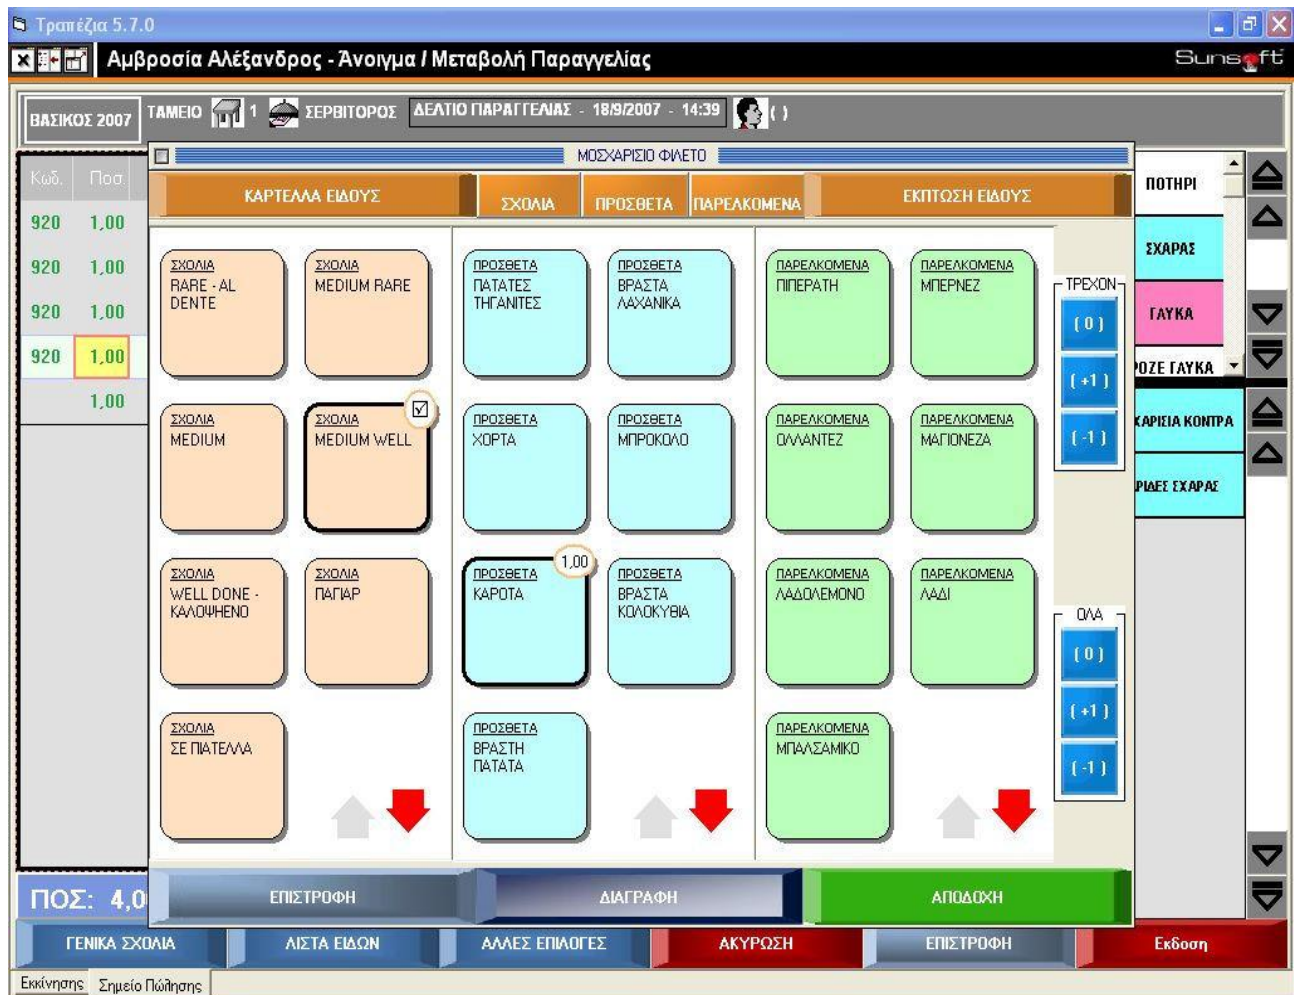 Τραπέζια 5.7.0
Αμβροσία Αλέξανδρος - Άνοιγμα / Μεταβολή Παραγγελίας
Sunsoft
ΒΑΣΙΚΟΣ 2007
ΤΑΜΕΙΟ 1 ΣΕΡΒΙΤΟΡΟΣ ΔΕΛΤΙΟ ΠΑΡΑΓΓΕΛΙΑΣ - 18/9/2007 - 14:39 ( )
ΜΟΣΧΑΡΙΣΙΟ ΦΙΛΕΤΟ
ΚΑΡΤΕΛΛΑ ΕΙΔΟΥΣ ΣΧΟΛΙΑ ΠΡΟΣΘΕΤΑ ΠΑΡΕΛΚΟΜΕΝΑ ΕΚΠΤΩΣΗ ΕΙΔΟΥΣ
Κωδ. Ποσ.
920 1,00
920 1,00
920 1,00
920 1,00
1,00
ΣΧΟΛΙΑ
RARE - AL
DENTE
ΣΧΟΛΙΑ
MEDIUM RARE
ΠΡΟΣΘΕΤΑ
ΠΑΤΑΤΕΣ
ΤΗΓΑΝΙΤΕΣ
ΠΡΟΣΘΕΤΑ
ΒΡΑΣΤΑ
ΛΑΧΑΝΙΚΑ
ΠΑΡΕΛΚΟΜΕΝΑ
ΠΙΠΕΡΑΤΗ
ΠΑΡΕΛΚΟΜΕΝΑ
ΜΠΕΡΝΕΖ
ΣΧΟΛΙΑ
MEDIUM
ΣΧΟΛΙΑ
MEDIUM WELL
ΠΡΟΣΘΕΤΑ
ΧΟΡΤΑ
ΠΡΟΣΘΕΤΑ
ΜΠΡΟΚΟΛΟ
ΠΑΡΕΛΚΟΜΕΝΑ
ΟΛΛΑΝΤΕΖ
ΠΑΡΕΛΚΟΜΕΝΑ
ΜΑΓΙΟΝΕΖΑ
ΣΧΟΛΙΑ
WELL DONE -
ΚΑΛΟΨΗΕΝΟ
ΣΧΟΛΙΑ
ΠΑΓΙΑΡ
ΠΡΟΣΘΕΤΑ 1,00
ΚΑΡΟΤΑ
ΠΡΟΣΘΕΤΑ
ΒΡΑΣΤΑ
ΚΟΛΟΚΥΘΙΑ
ΠΑΡΕΛΚΟΜΕΝΑ
ΛΑΔΟΛΕΜΟΝΟ
ΠΑΡΕΛΚΟΜΕΝΑ
ΛΑΔΙ
ΣΧΟΛΙΑ
ΣΕ ΠΙΑΤΕΛΛΑ
ΠΡΟΣΘΕΤΑ
ΒΡΑΣΤΗ
ΠΑΤΑΤΑ
ΠΑΡΕΛΚΟΜΕΝΑ
ΜΠΑΛΣΑΜΙΚΟ
ΤΡΕΧΟΝ
( 0 )
( +1 )
( -1 )
ΟΛΑ
( 0 )
( +1 )
( -1 )
ΠΟΤΗΡΙ
ΣΧΑΡΑΣ
ΓΛΥΚΑ
ΟΖΕ ΓΛΥΚΑ
ΧΑΡΙΣΙΑ ΚΟΝΤΡΑ
ΡΙΔΕΣ ΣΧΑΡΑΣ
ΕΠΙΣΤΡΟΦΗ ΔΙΑΓΡΑΦΗ ΑΠΟΔΟΧΗ
ΠΟΣ: 4,0
ΓΕΝΙΚΑ ΣΧΟΛΙΑ ΛΙΣΤΑ ΕΙΔΩΝ ΑΛΛΕΣ ΕΠΙΛΟΓΕΣ ΑΚΥΡΩΣΗ ΕΠΙΣΤΡΟΦΗ Εκδοση
Εκκίνησης Σημείο Πώλησης